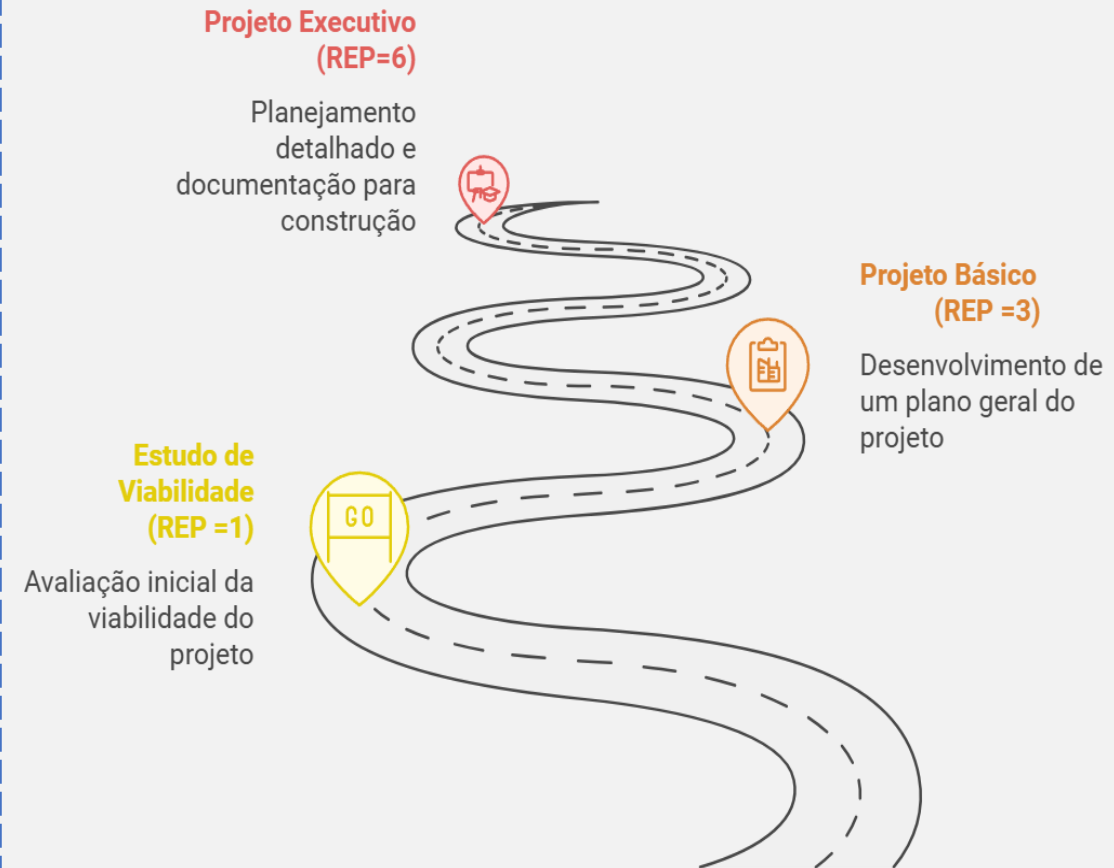 Projeto Executivo
(REP=6)
Planejamento
detalhado e
documentação para
construção
Projeto Básico
(REP =3)
Desenvolvimento de
um plano geral do
projeto
Estudo de
Viabilidade
(REP =1)
Avaliação inicial da
viabilidade do
projeto
GO